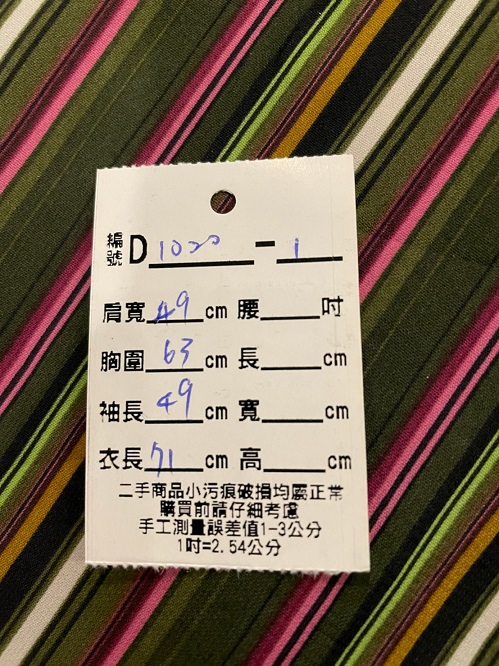 編號 D 1020 - 1
肩寬 49 cm 腰 吋
胸圍 63 cm 長 cm
袖長 49 cm 寬 cm
衣長 71 cm 高 cm
二手商品小污痕破損均屬正常
購買前請仔細考慮
手工測量誤差值1-3公分
1吋=2.54公分